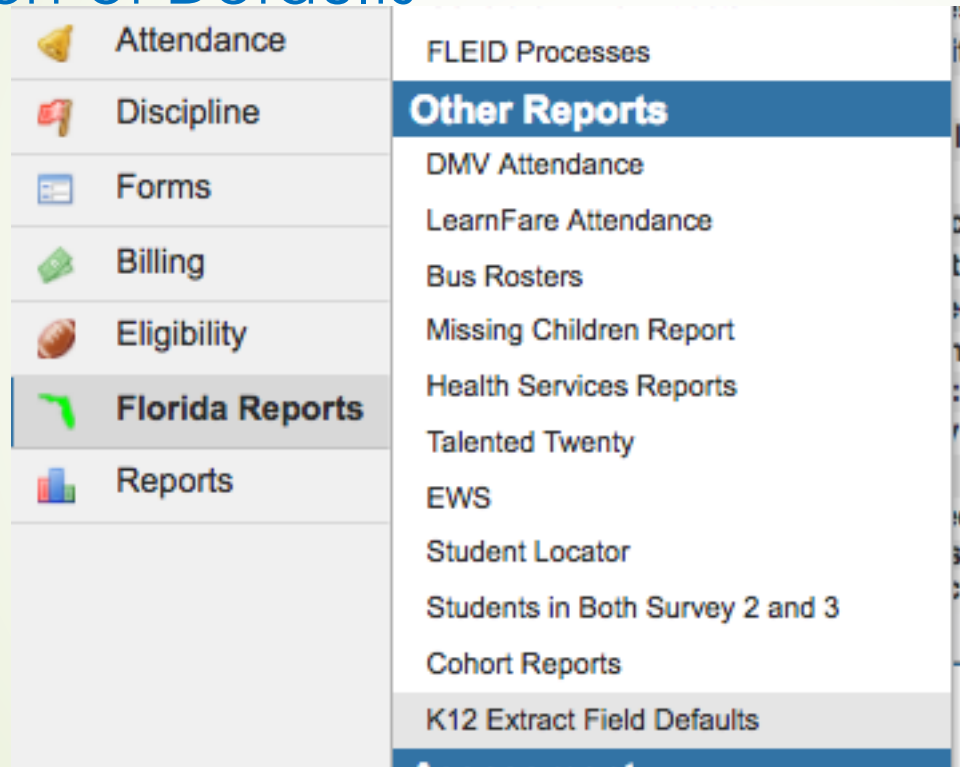 Attendance
Discipline
Forms
Billing
Eligibility
Florida Reports
Reports
FLEID Processes
Other Reports
DMV Attendance
LearnFare Attendance
Bus Rosters
Missing Children Report
Health Services Reports
Talented Twenty
EWS
Student Locator
Students in Both Survey 2 and 3
Cohort Reports
K12 Extract Field Defaults